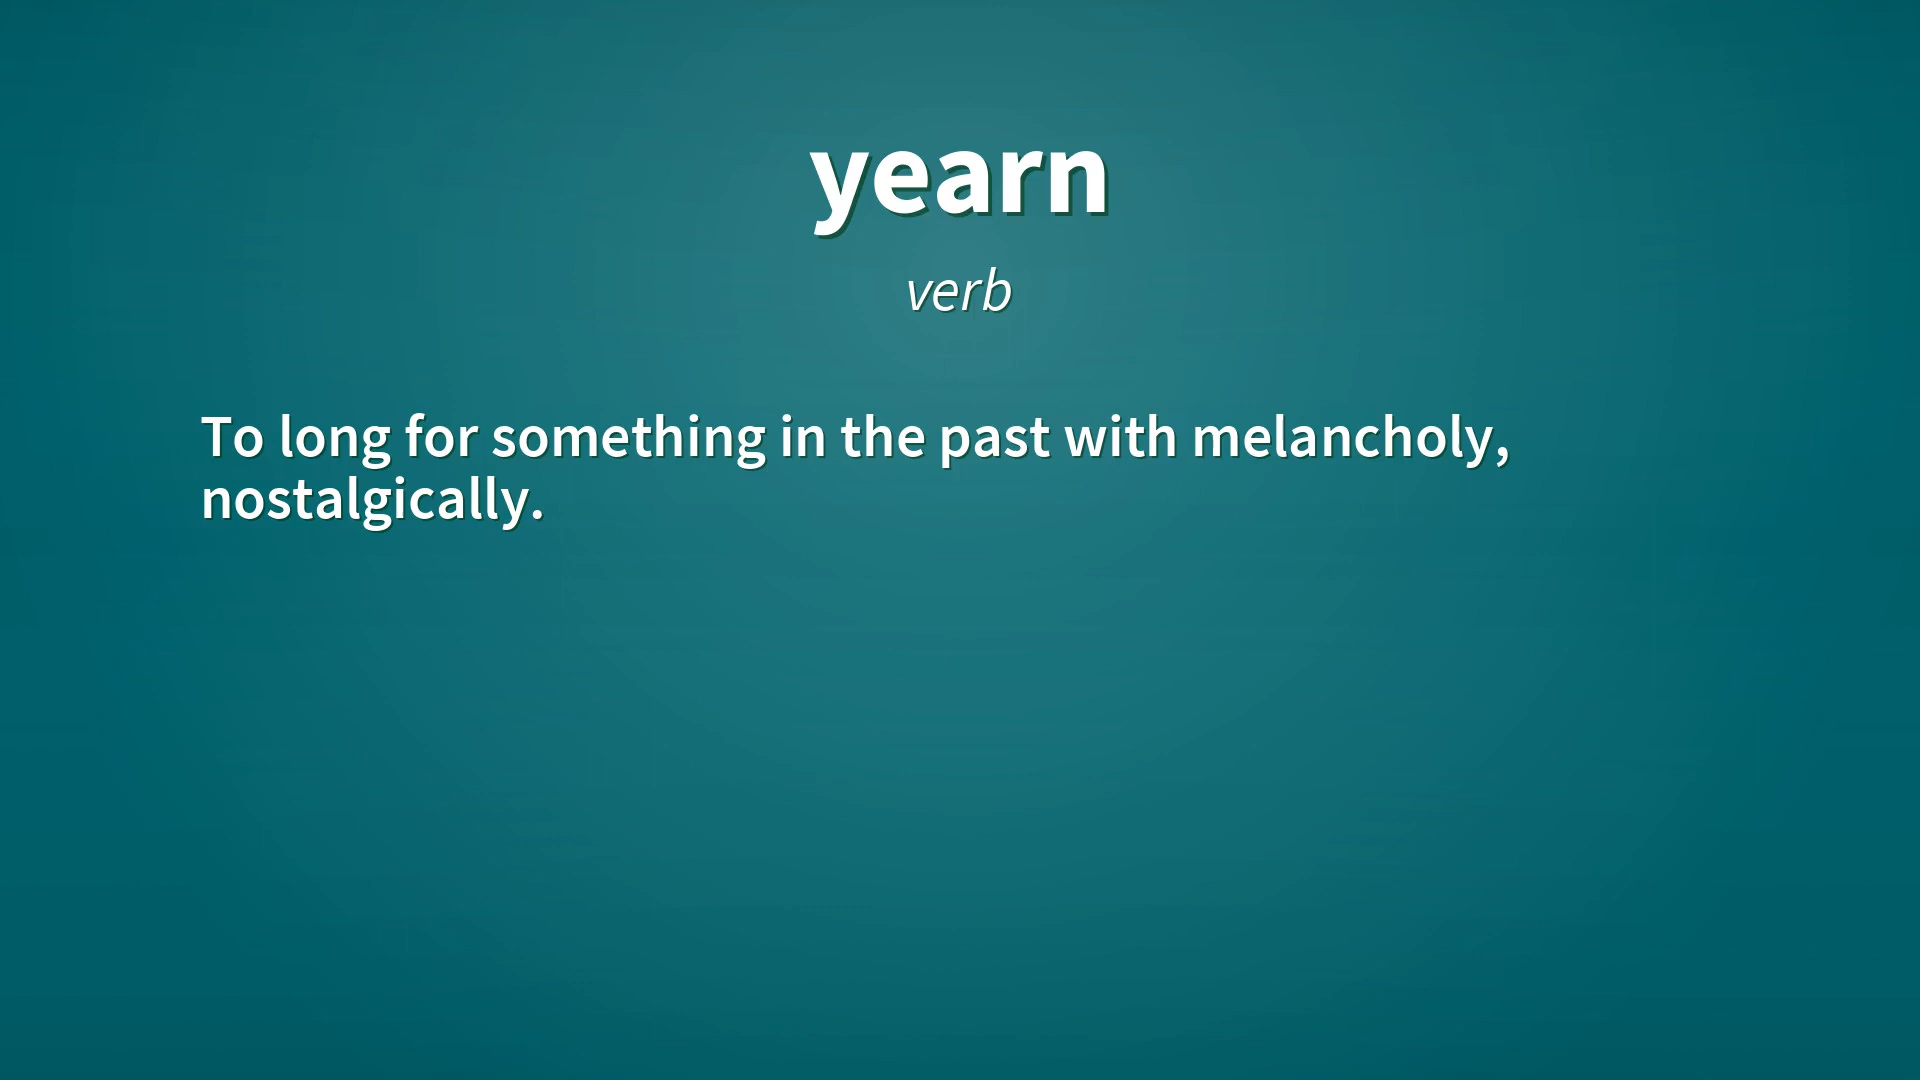 yearn
verb
To long for something in the past with melancholy,
nostalgically.